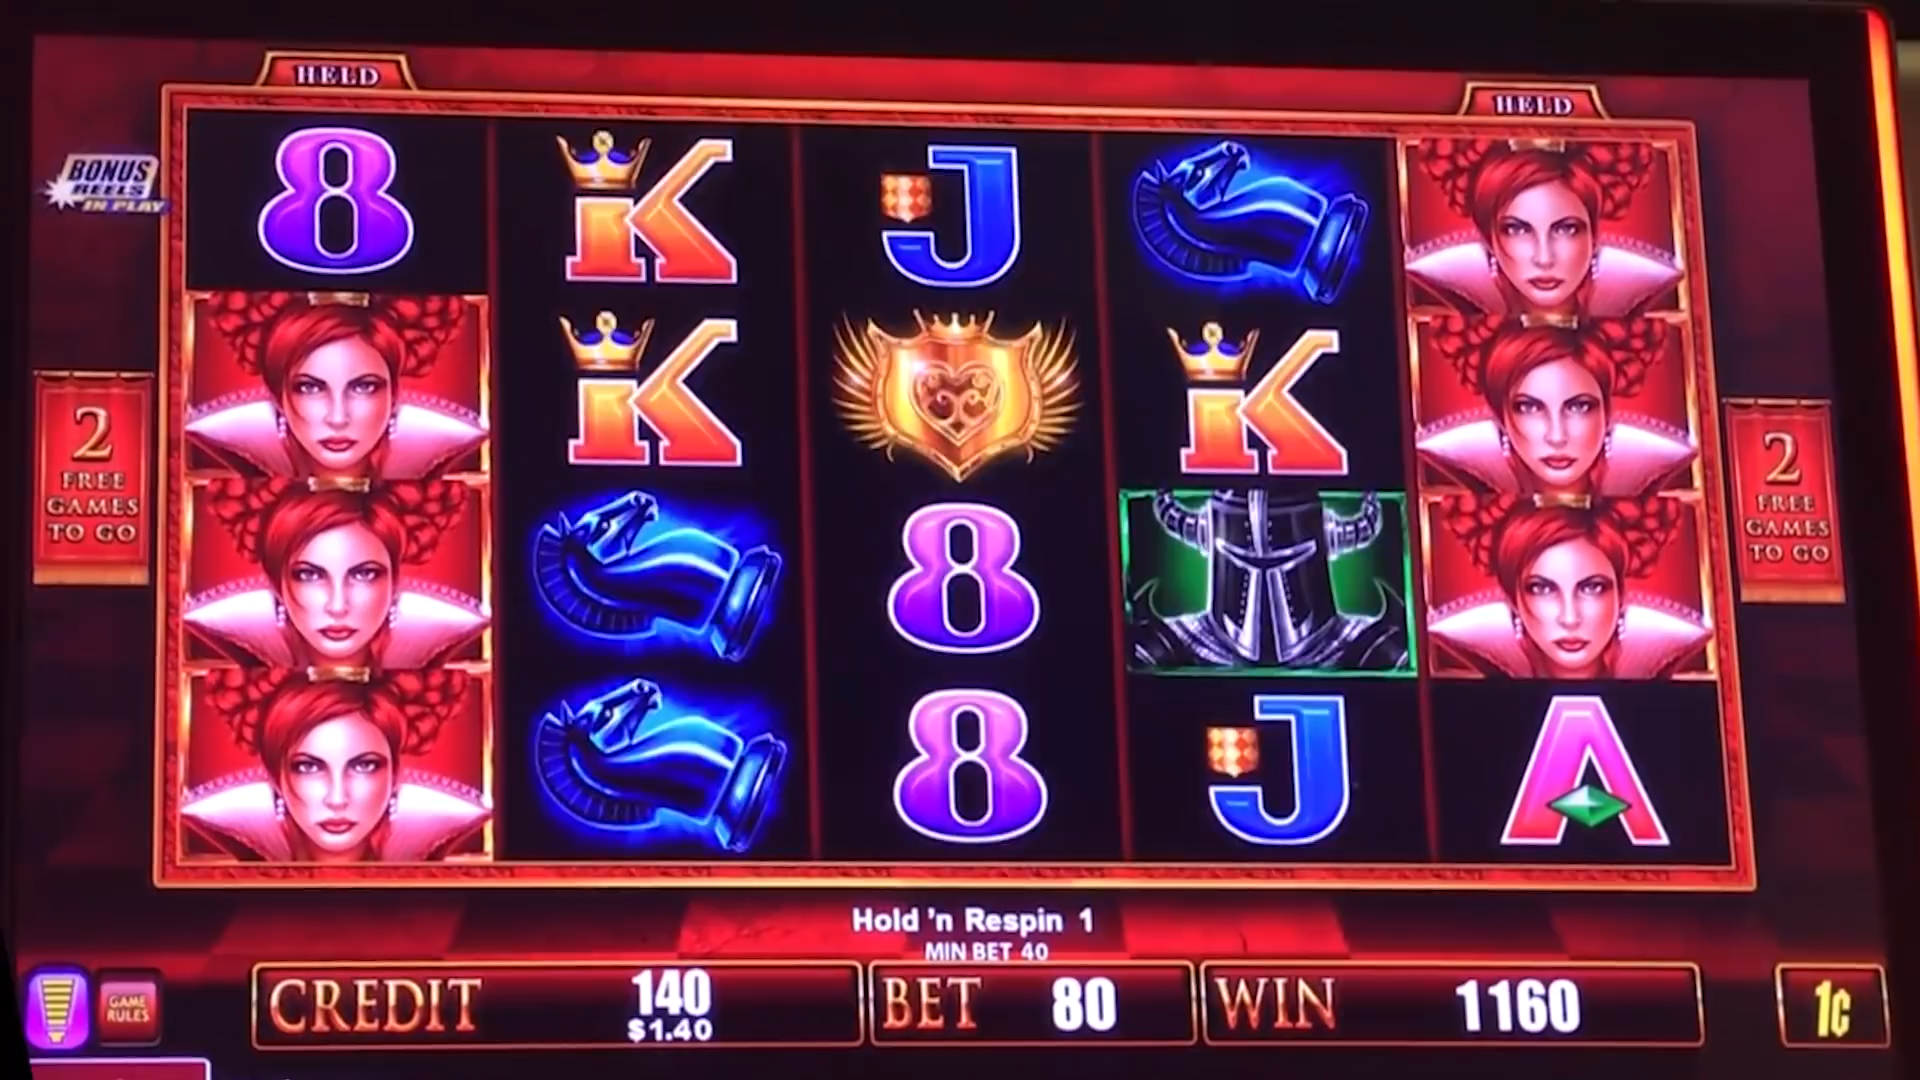 HELD
HELD
BONUS
REELS
IN PLAY
8
K
J
K
K
8
8
J
A
2
FREE
GAMES
TO GO
2
FREE
GAMES
TO GO
Hold 'n Respin 1
MIN BET 40
GAME
RULES
CREDIT 140
$1.40
BET 80
WIN 1160
1¢